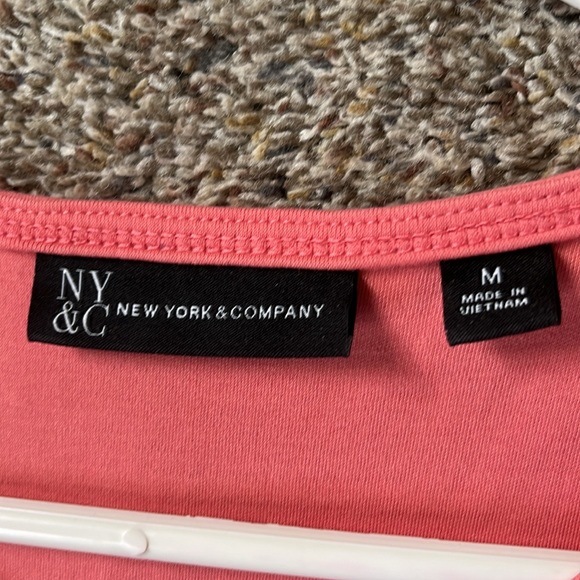 NY
&C NEW YORK & COMPANY
M
MADE IN
VIETNAM